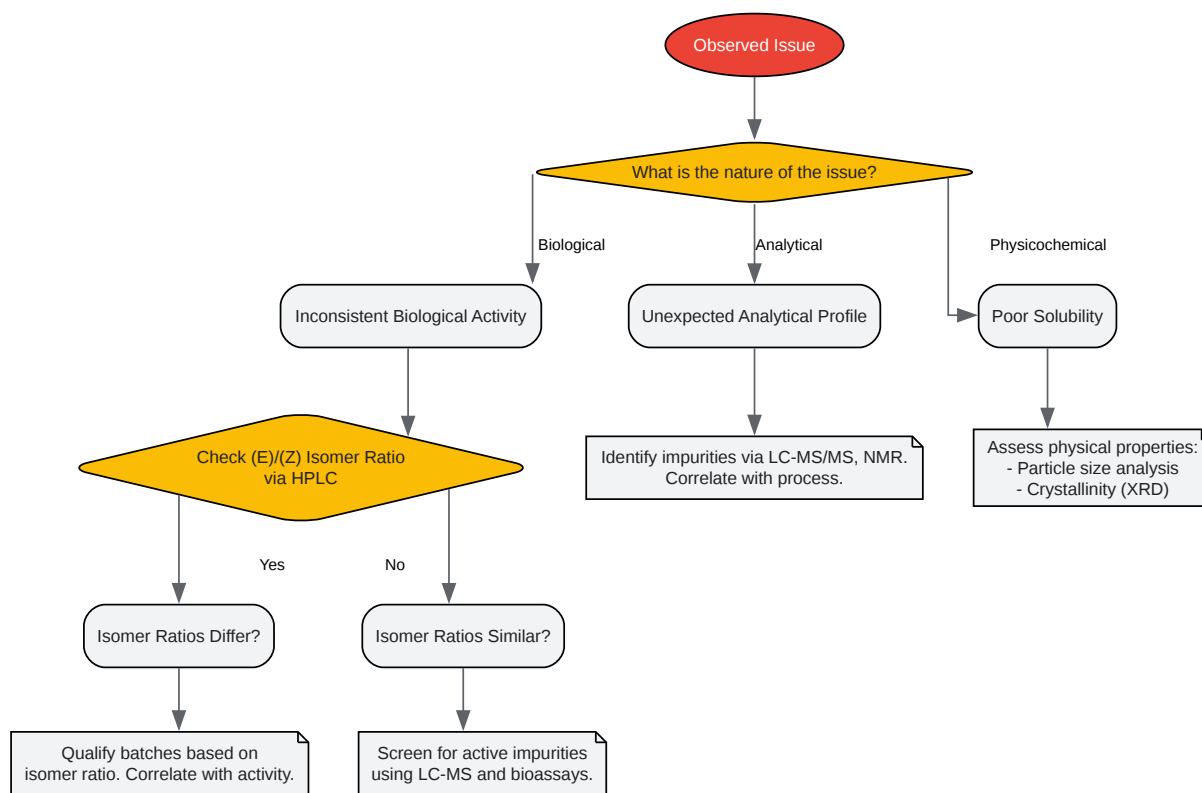 Observed Issue
What is the nature of the issue?
Biological
Analytical
Physicochemical
Inconsistent Biological Activity
Unexpected Analytical Profile
Poor Solubility
Check (E)/(Z) Isomer Ratio
via HPLC
Identify impurities via LC-MS/MS, NMR.
Correlate with process.
Assess physical properties:
- Particle size analysis
- Crystallinity (XRD)
Yes
No
Isomer Ratios Differ?
Isomer Ratios Similar?
Qualify batches based on
isomer ratio. Correlate with activity.
Screen for active impurities
using LC-MS and bioassays.